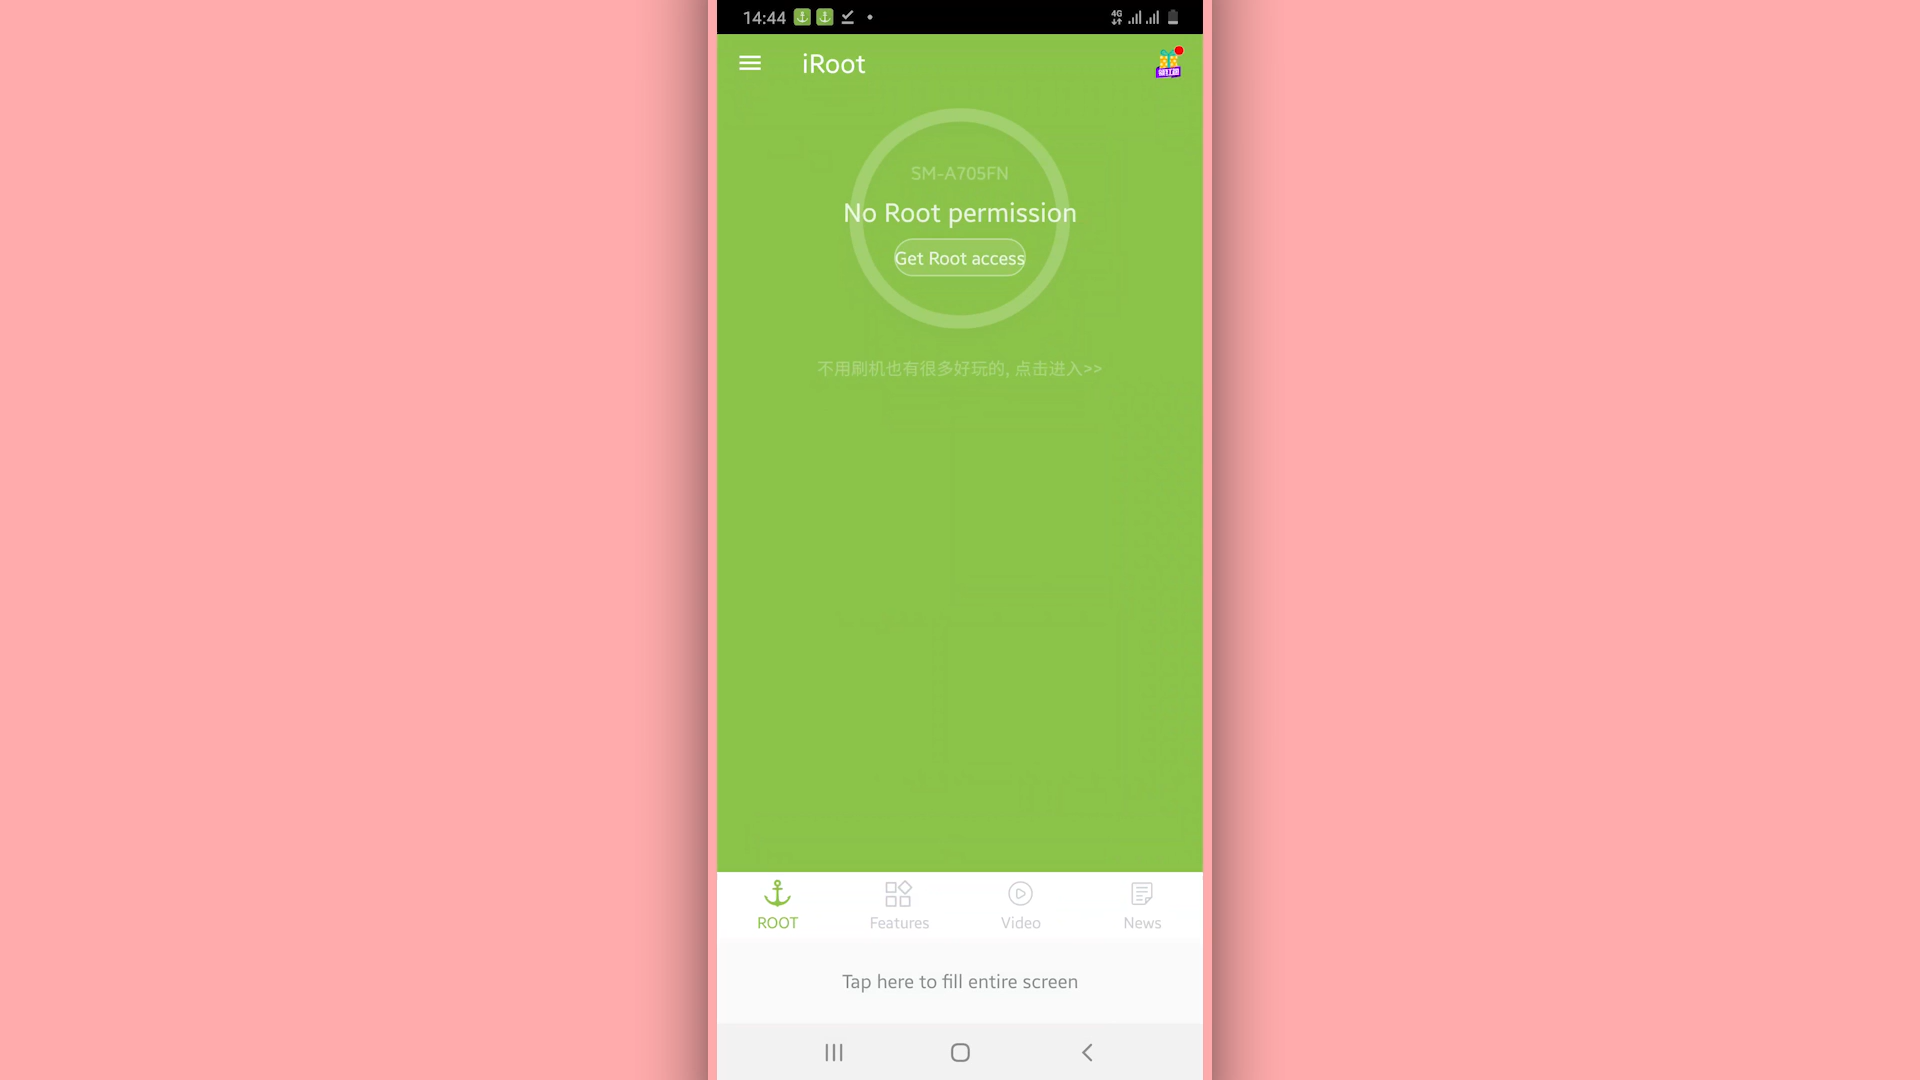 14:44
4G
iRoot
SM-A705FN
No Root permission
Get Root access
不用刷机也有很多好玩的, 点击进入>>
ROOT
Features
Video
News
Tap here to fill entire screen